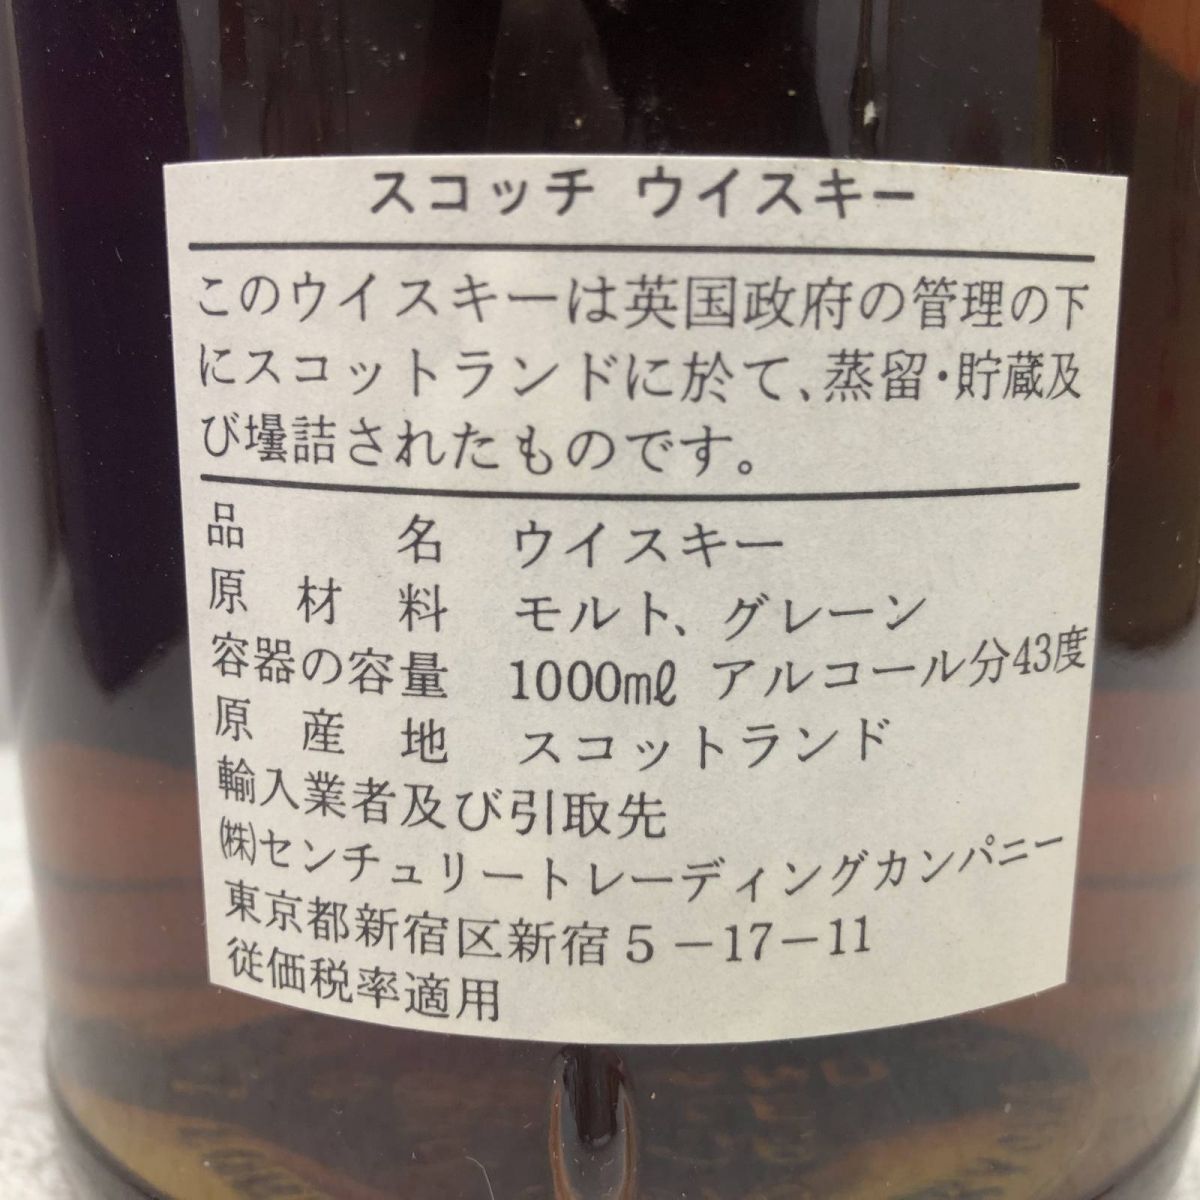 スコッチ ウイスキー
このウイスキーは英国政府の管理の下
にスコットランドに於て、蒸留・貯蔵及
び壜詰されたものです。
品名 ウイスキー
原材料 モルト、グレーン
容器の容量 1000mℓ アルコール分43度
原産地 スコットランド
輸入業者及び引取先
㈱センチュリートレーディングカンパニー
東京都新宿区新宿5-17-11
従価税率適用